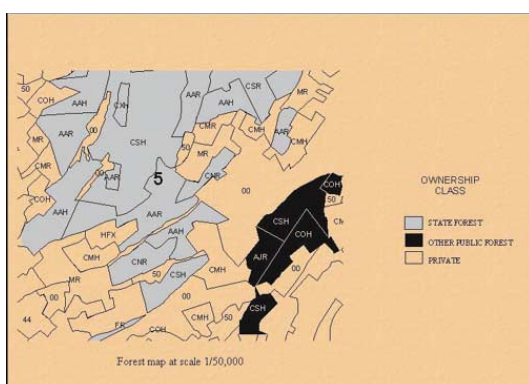 50
COH
AAH
CXH
AAR
AAH
CSR
MR
MR
AAR
00
CMR
CMH
AAR
CMH
CMR
CSH
50
MR
00
AAR
5
CNR
COH
00
COH
AAH
AAR
CSH
50
HFX
AAH
COH
CMH
CNR
AJR
MR
50
CSH
CMH
00
00
00
CMH
50
CSH
44
COH
OWNERSHIP
CLASS
STATE FOREST
OTHER PUBLIC FOREST
PRIVATE
Forest map at scale 1/50,000